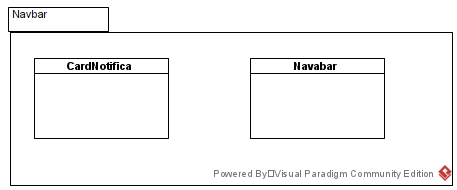 Navbar
CardNotifica
Navabar
Powered By Visual Paradigm Community Edition